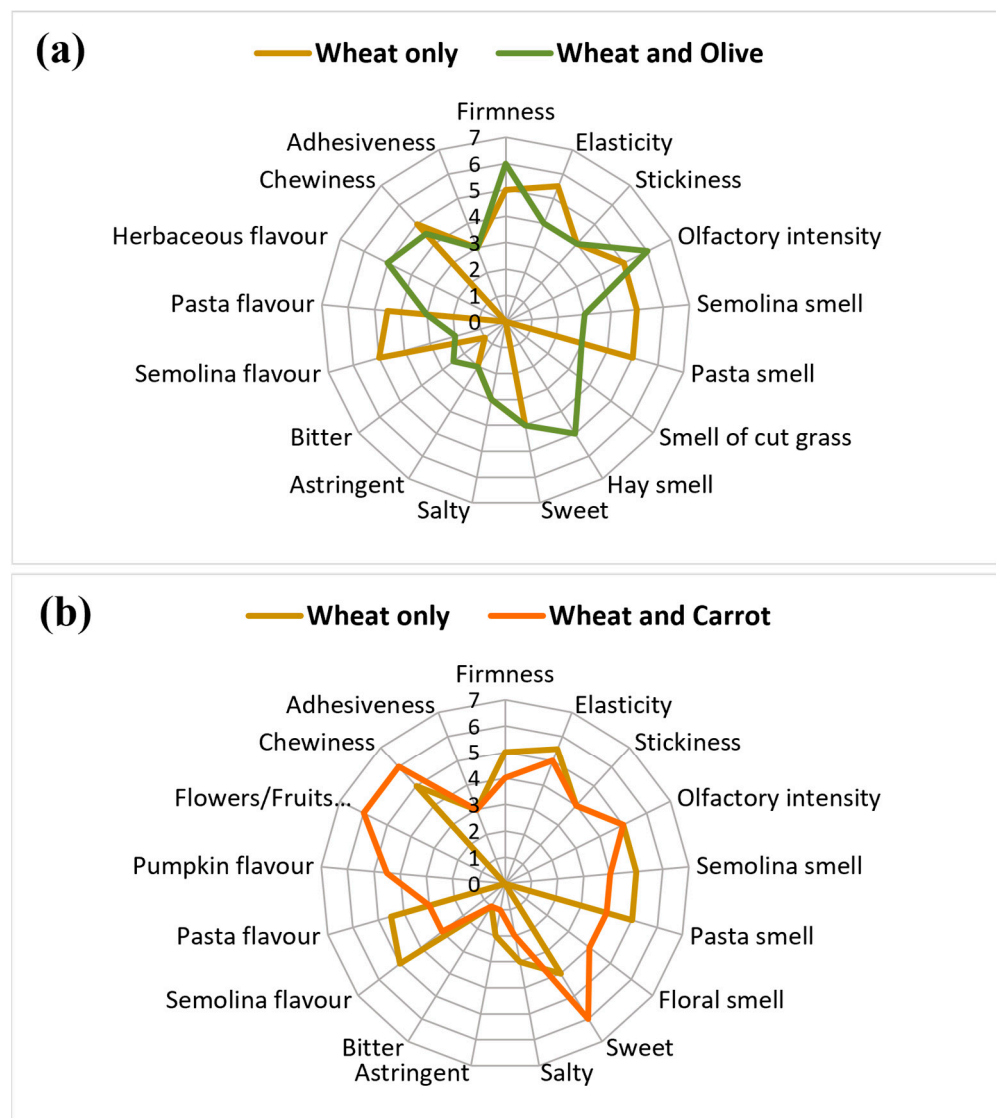 (a)
Wheat only
Wheat and Olive
Firmness
Elasticity
Stickiness
Olfactory intensity
Semolina smell
Pasta smell
Smell of cut grass
Hay smell
Sweet
Salty
Astringent
Bitter
Semolina flavour
Pasta flavour
Herbaceous flavour
Chewiness
Adhesiveness
7
6
5
4
3
2
1
0
(b)
Wheat only
Wheat and Carrot
Firmness
Elasticity
Stickiness
Olfactory intensity
Semolina smell
Pasta smell
Floral smell
Sweet
Salty
Astringent
Bitter
Semolina flavour
Pasta flavour
Pumpkin flavour
Flowers/Fruits...
Chewiness
Adhesiveness
7
6
5
4
3
2
1
0